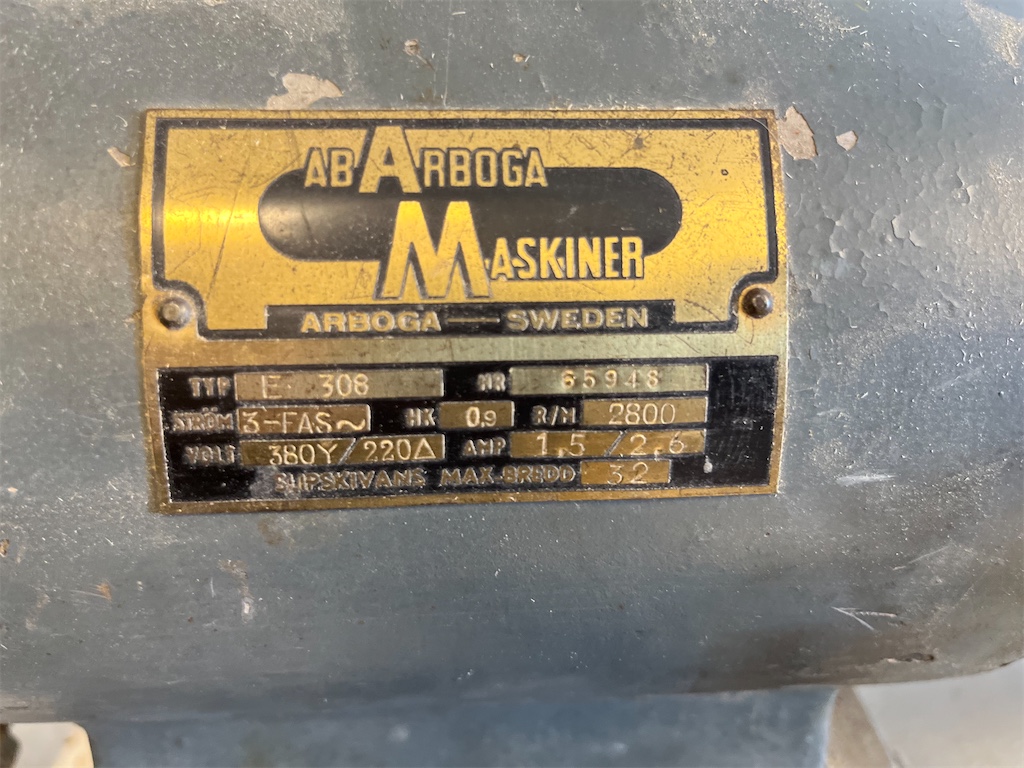 AB ARBOGA
MASKINER
ARBOGA — SWEDEN
TYP E 308 NR 65948
STRÖM 3-FAS~ HK 0,9 R/M 2800
VOLT 380Y/220Δ AMP 1,5/2,6
SLIPSKIVANS MAX-BREDD 32